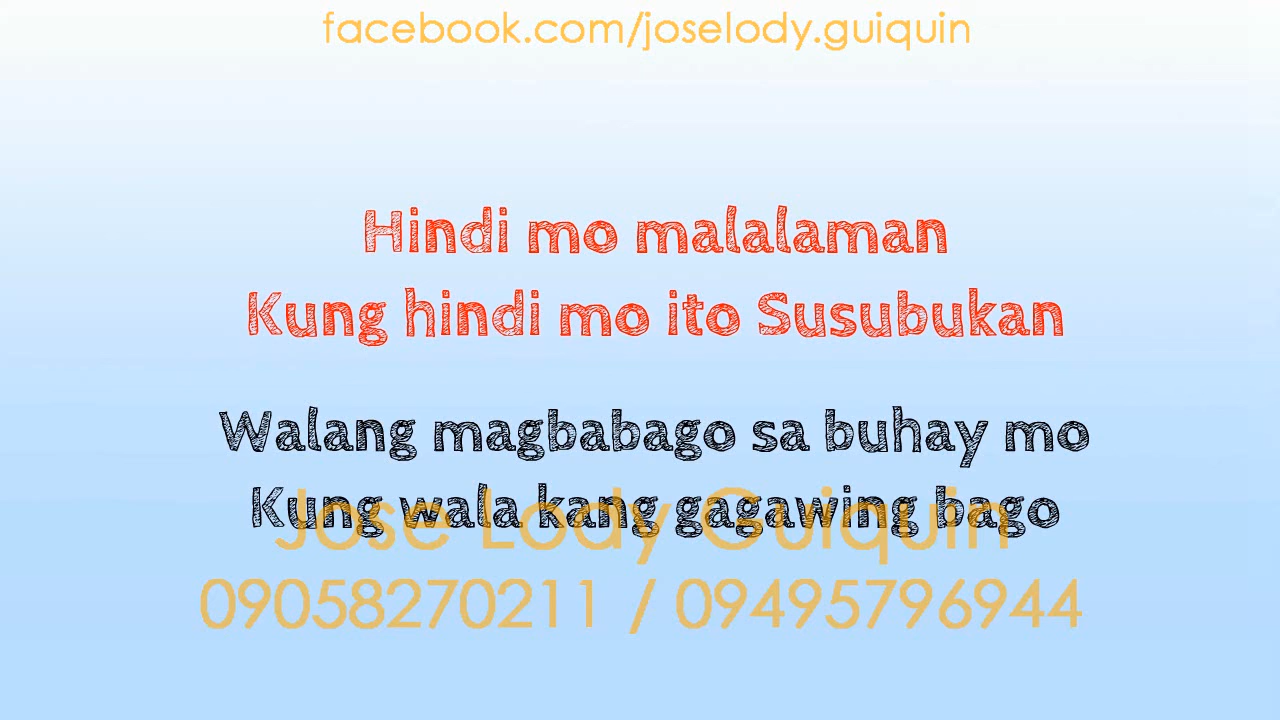 facebook.com/joselody.guiquin
Hindi mo malalaman
Kung hindi mo ito Susubukan
Walang magbabago sa buhay mo
Kung wala kang gagawing bago
Jose Lody Guiquin
09058270211 / 09495796944